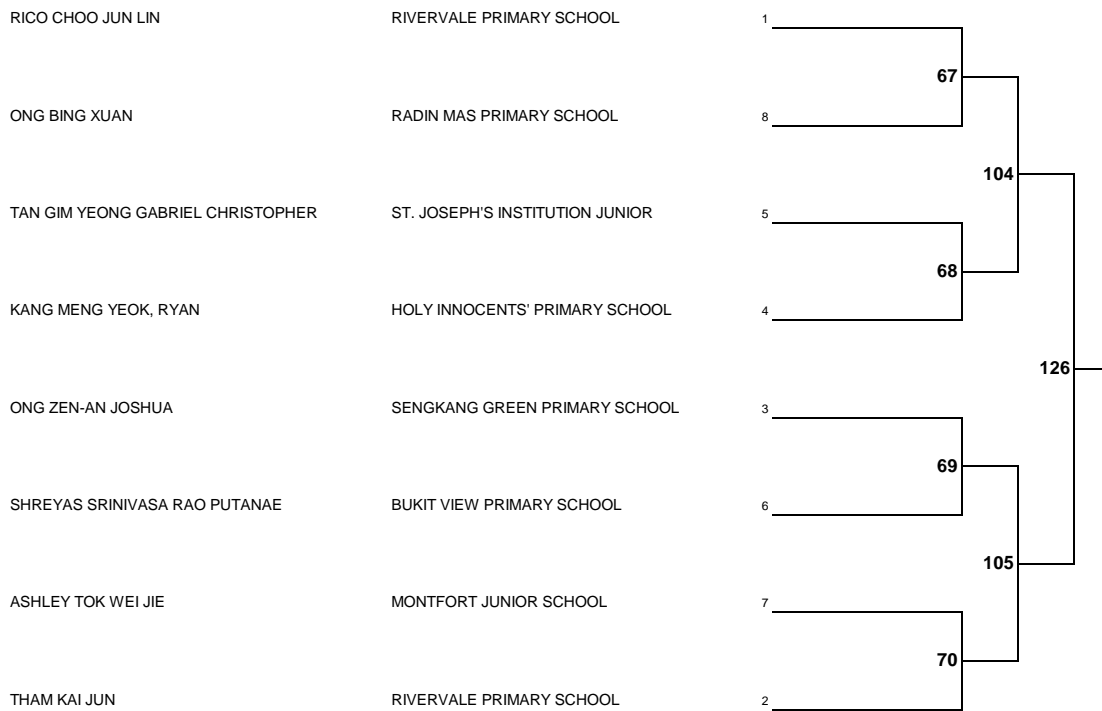 RICO CHOO JUN LIN RIVERVALE PRIMARY SCHOOL 1
67
ONG BING XUAN RADIN MAS PRIMARY SCHOOL 8
104
TAN GIM YEONG GABRIEL CHRISTOPHER ST. JOSEPH'S INSTITUTION JUNIOR 5
68
KANG MENG YEOK, RYAN HOLY INNOCENTS' PRIMARY SCHOOL 4
126
ONG ZEN-AN JOSHUA SENGKANG GREEN PRIMARY SCHOOL 3
69
SHREYAS SRINIVASA RAO PUTANAE BUKIT VIEW PRIMARY SCHOOL 6
105
ASHLEY TOK WEI JIE MONTFORT JUNIOR SCHOOL 7
70
THAM KAI JUN RIVERVALE PRIMARY SCHOOL 2